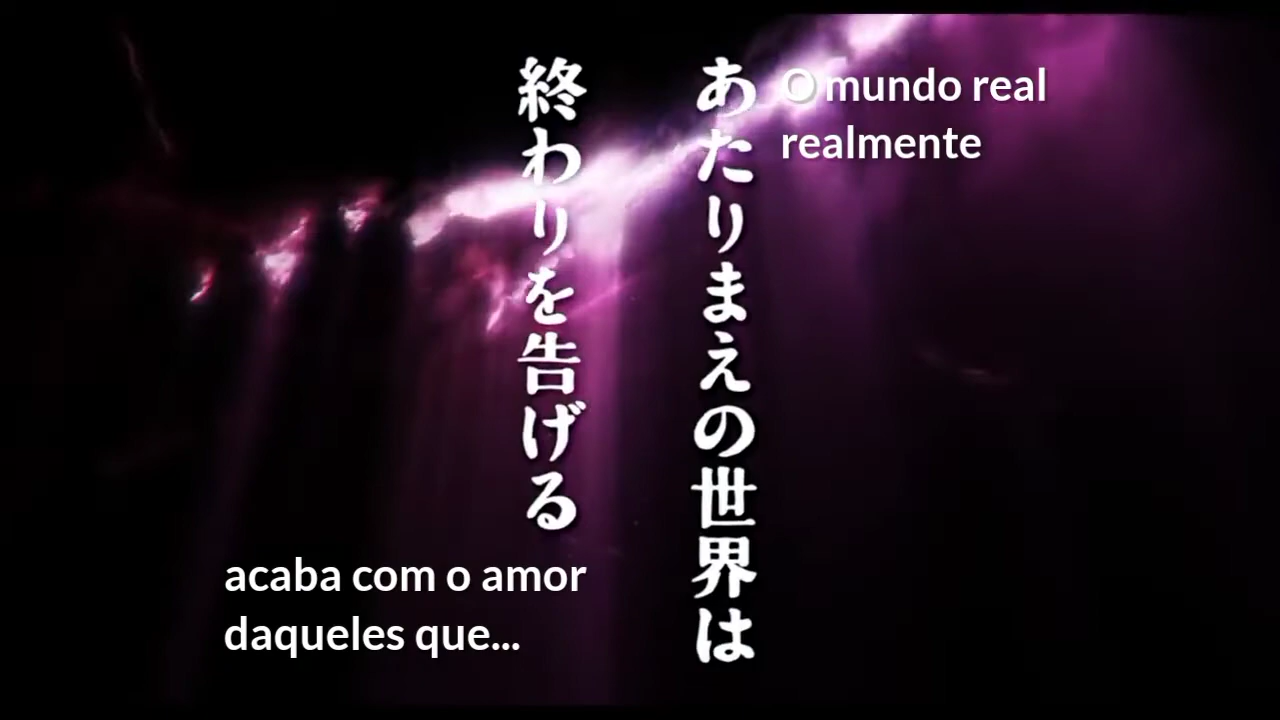 あたりまえの世界は
終わりを告げる
O mundo real
realmente
acaba com o amor
daqueles que...